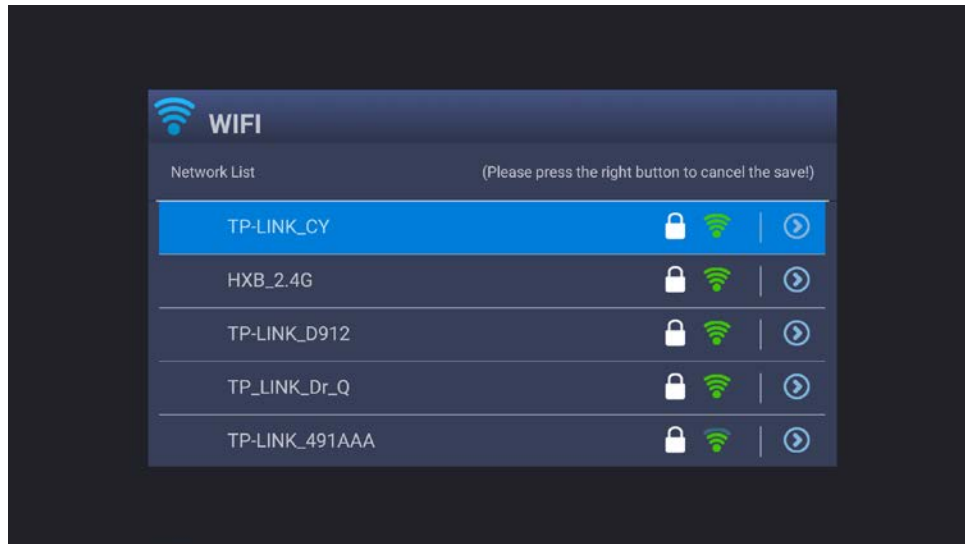 WIFI
Network List (Please press the right button to cancel the save!)
TP-LINK_CY
HXB_2.4G
TP-LINK_D912
TP_LINK_Dr_Q
TP-LINK_491AAA